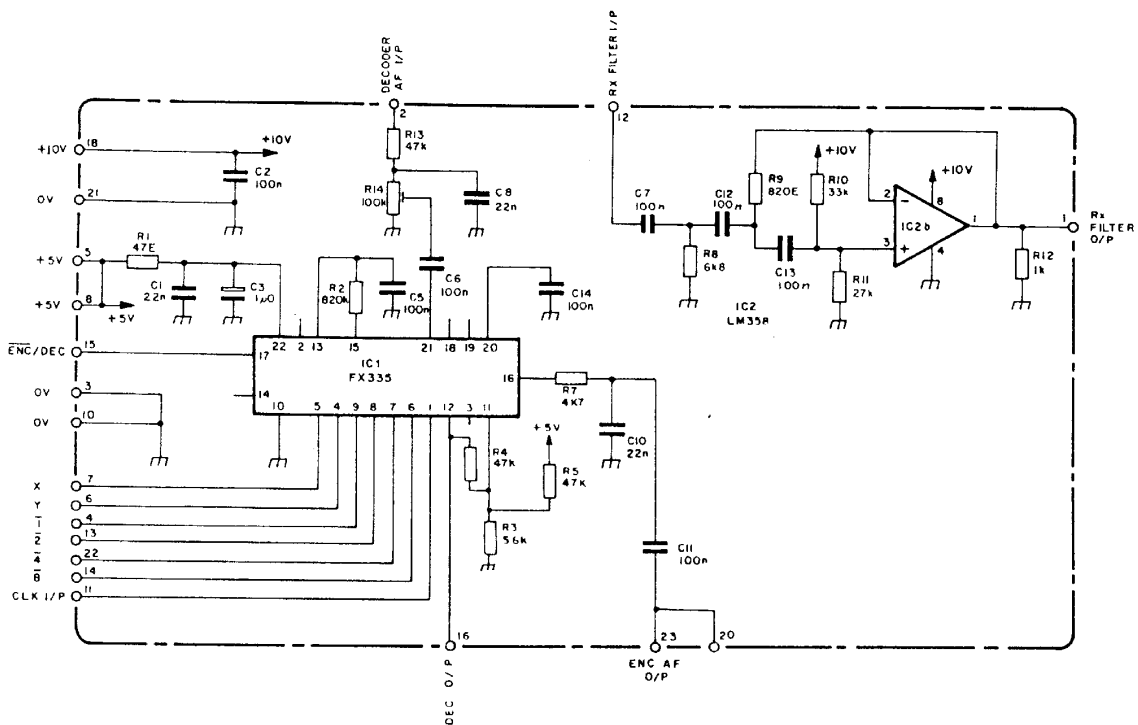 DECODER
AF I/P
2
RX FILTER I/P
12
18
+10V
+10V
C2
100n
21
0V
R13
47k
R14
100k
C8
22n
C6
100n
5
+5V
R1
47E
C1
22n
C3
1µ0
8
+5V
+5V
R2
820k
C5
100n
C14
100n
C7
100n
C12
100n
R9
820E
+10V
R10
33k
+10V
2
-
8
IC2b
3
+
4
1
1
Rx
FILTER
O/P
R8
6k8
C13
100n
R11
27k
R12
1k
IC2
LM358
15
ENC/DEC
22
2
13
15
21
18
19
20
17
IC1
FX335
16
14
10
5
4
9
8
7
6
1
12
3
11
3
0V
10
0V
R7
4K7
C10
22n
+5V
R4
47k
R5
47k
R3
56k
7
X
6
Y
4
1
13
2
22
4
14
8
11
CLK I/P
C11
100n
16
DEC O/P
23
20
ENC AF
O/P